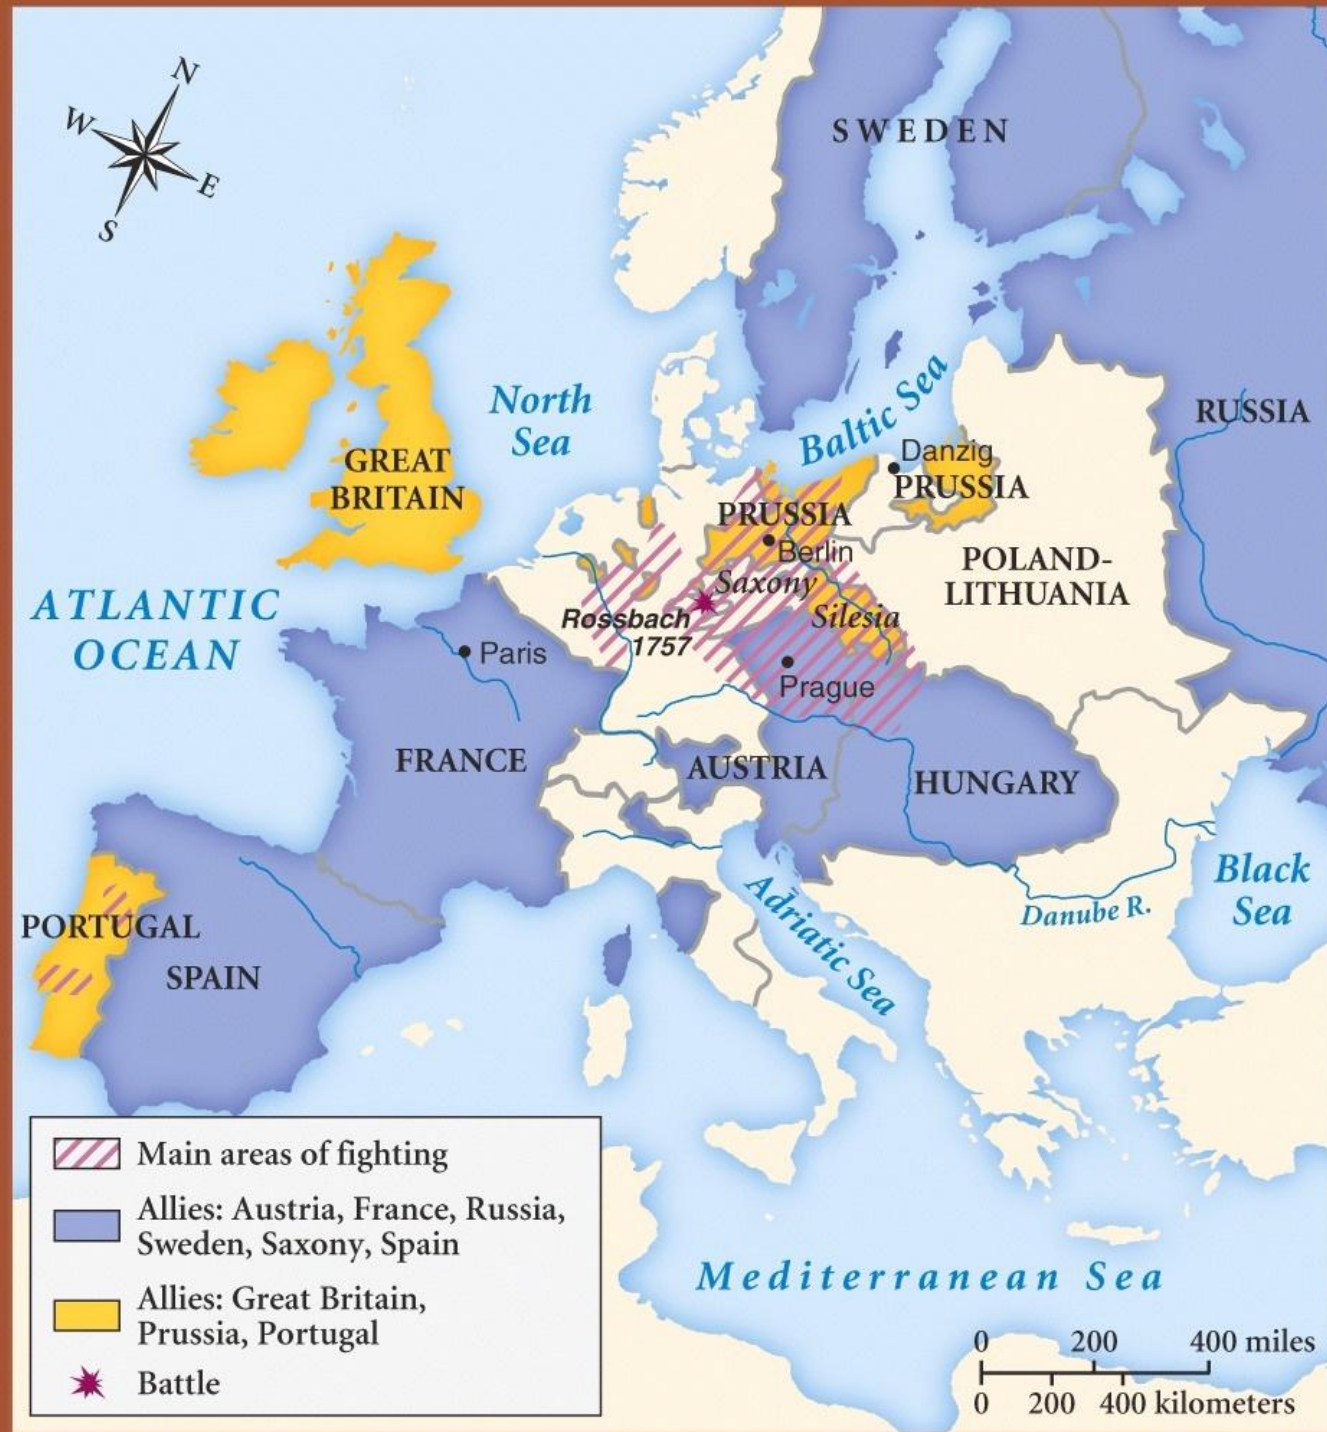 N
W
E
S
SWEDEN
North
Sea
Baltic Sea
RUSSIA
GREAT
BRITAIN
Danzig
PRUSSIA
PRUSSIA
Berlin
POLAND-
LITHUANIA
Saxony
Silesia
Rossbach
1757
ATLANTIC
OCEAN
Paris
Prague
FRANCE
AUSTRIA
HUNGARY
Black
Sea
Adriatic Sea
Danube R.
PORTUGAL
SPAIN
Mediterranean Sea
Main areas of fighting
Allies: Austria, France, Russia,
Sweden, Saxony, Spain
Allies: Great Britain,
Prussia, Portugal
Battle
0 200 400 miles
0 200 400 kilometers